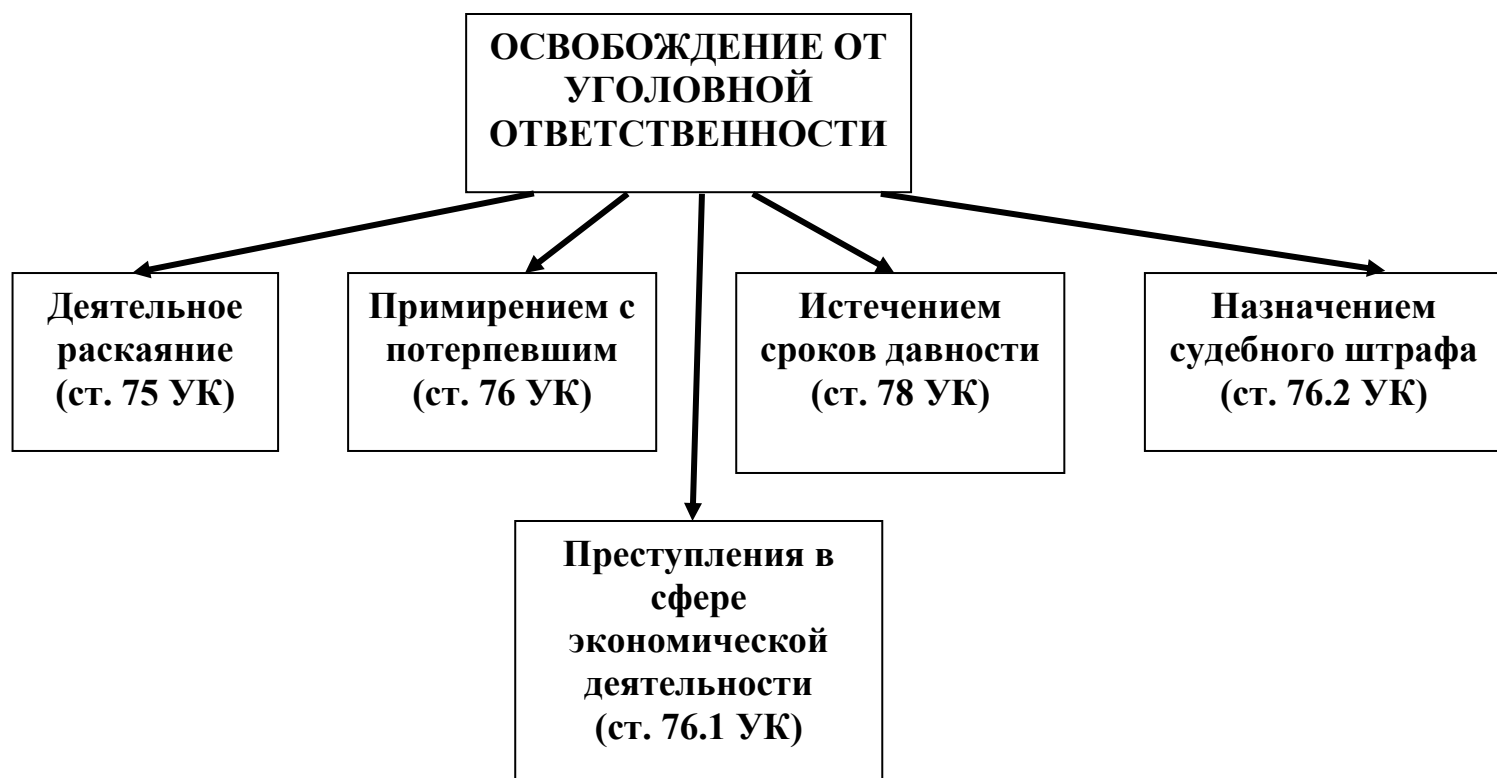 ОСВОБОЖДЕНИЕ ОТ
УГОЛОВНОЙ
ОТВЕТСТВЕННОСТИ
Деятельное
раскаяние
(ст. 75 УК)
Примирением с
потерпевшим
(ст. 76 УК)
Истечением
сроков давности
(ст. 78 УК)
Назначением
судебного штрафа
(ст. 76.2 УК)
Преступления в
сфере
экономической
деятельности
(ст. 76.1 УК)